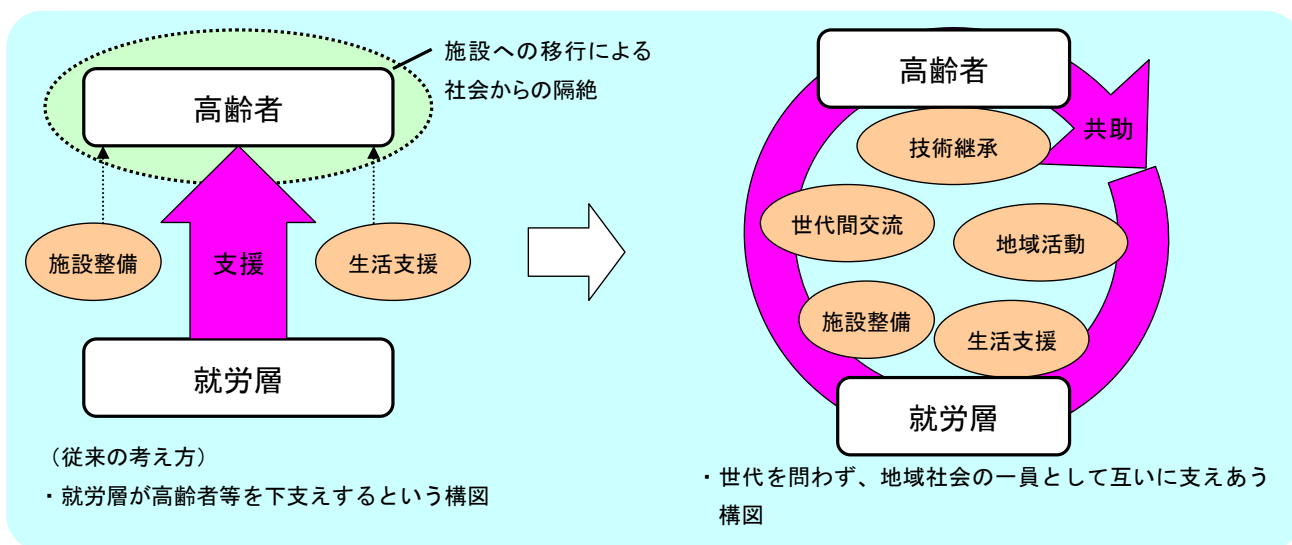 施設への移行による
社会からの隔絶
高齢者
施設整備
支援
生活支援
就労層
（従来の考え方）
・就労層が高齢者等を下支えするという構図
高齢者
共助
技術継承
世代間交流
地域活動
施設整備
生活支援
就労層
・世代を問わず、地域社会の一員として互いに支えあう
構図